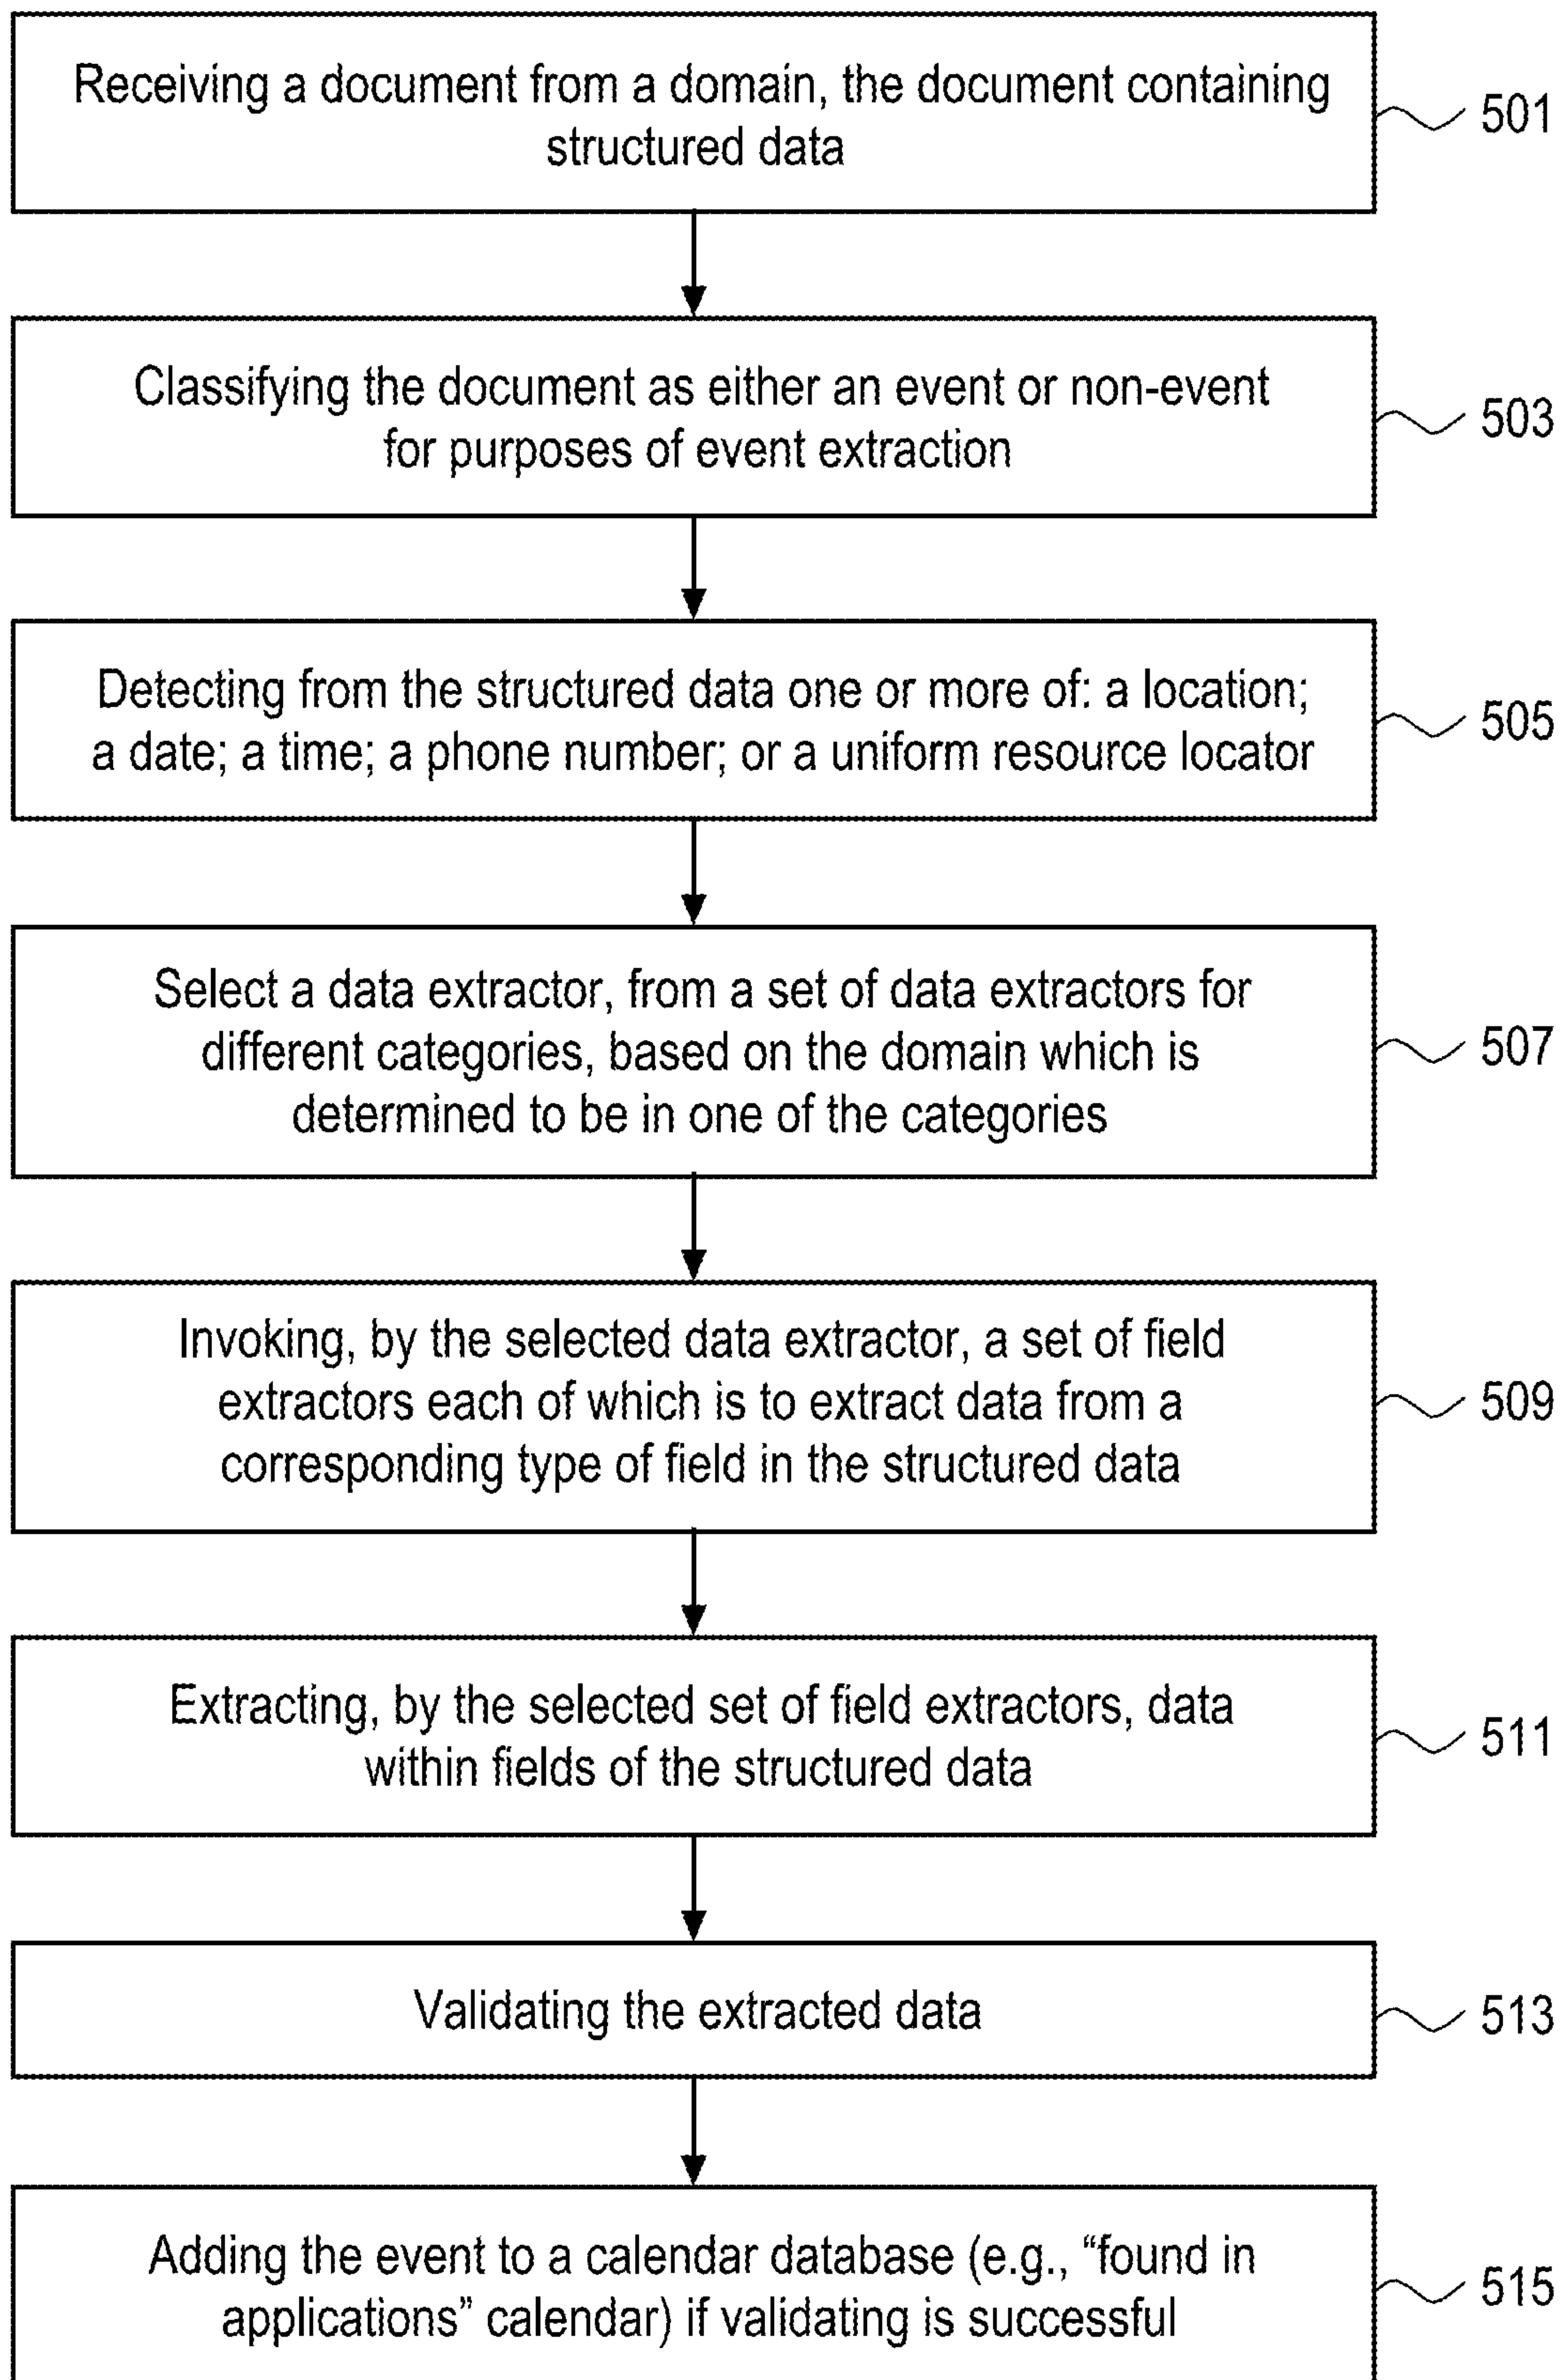 Receiving a document from a domain, the document containing
structured data
501
Classifying the document as either an event or non-event
for purposes of event extraction
503
Detecting from the structured data one or more of: a location;
a date; a time; a phone number; or a uniform resource locator
505
Select a data extractor, from a set of data extractors for
different categories, based on the domain which is
determined to be in one of the categories
507
Invoking, by the selected data extractor, a set of field
extractors each of which is to extract data from a
corresponding type of field in the structured data
509
Extracting, by the selected set of field extractors, data
within fields of the structured data
511
Validating the extracted data
513
Adding the event to a calendar database (e.g., “found in
applications” calendar) if validating is successful
515